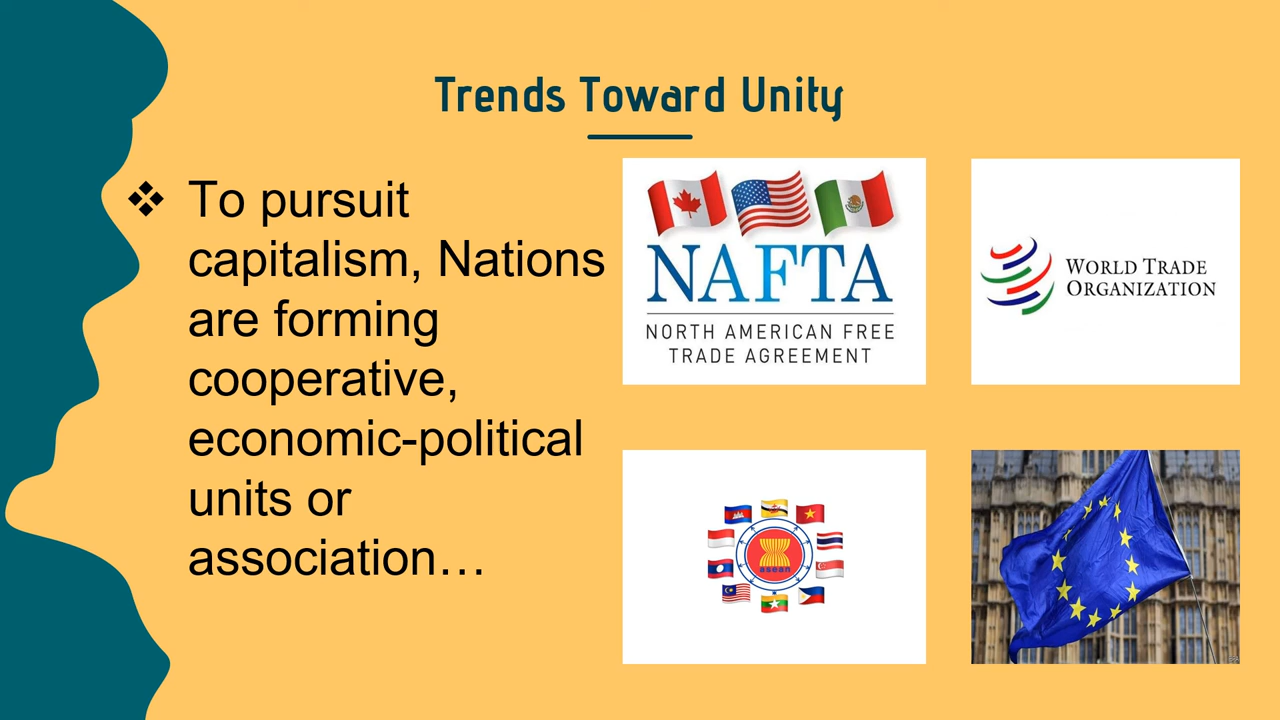 Trends Toward Unity
❖ To pursuit
capitalism, Nations
are forming
cooperative,
economic-political
units or
association…
NAFTA
NORTH AMERICAN FREE
TRADE AGREEMENT
WORLD TRADE
ORGANIZATION
asean